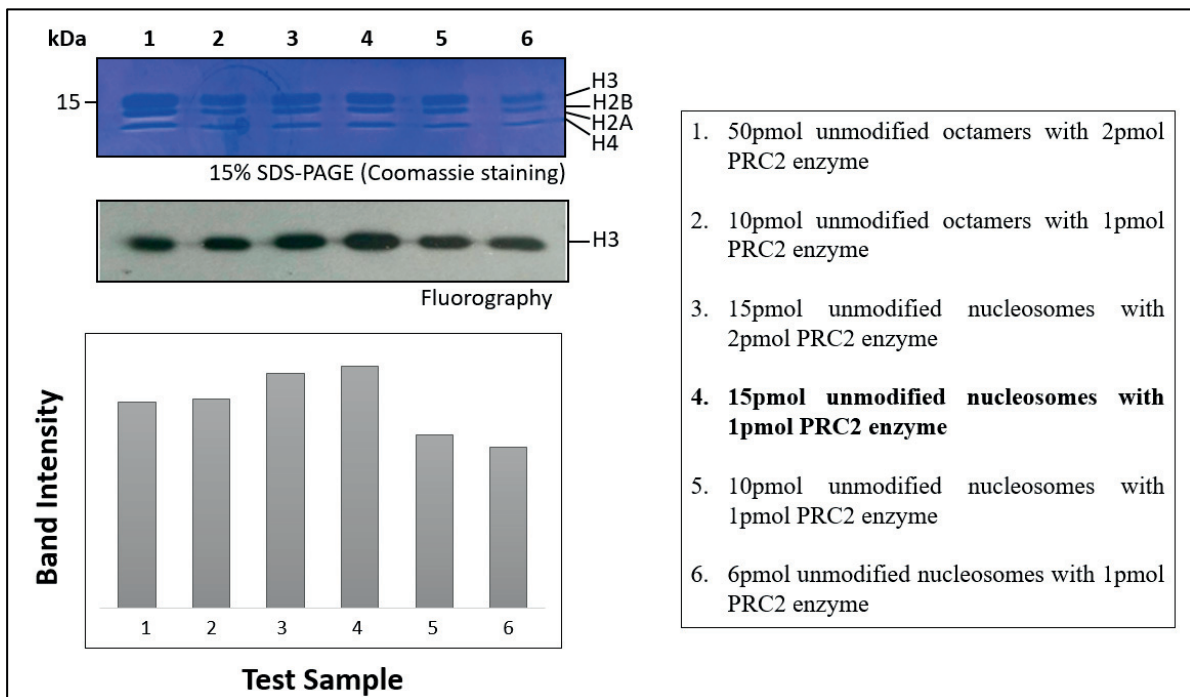 kDa 1 2 3 4 5 6
15
H3
H2B
H2A
H4
15% SDS-PAGE (Coomassie staining)
H3
Fluorography
Band Intensity
1 2 3 4 5 6
Test Sample
1. 50pmol unmodified octamers with 2pmol
PRC2 enzyme
2. 10pmol unmodified octamers with 1pmol
PRC2 enzyme
3. 15pmol unmodified nucleosomes with
2pmol PRC2 enzyme
4. 15pmol unmodified nucleosomes with
1pmol PRC2 enzyme
5. 10pmol unmodified nucleosomes with
1pmol PRC2 enzyme
6. 6pmol unmodified nucleosomes with 1pmol
PRC2 enzyme